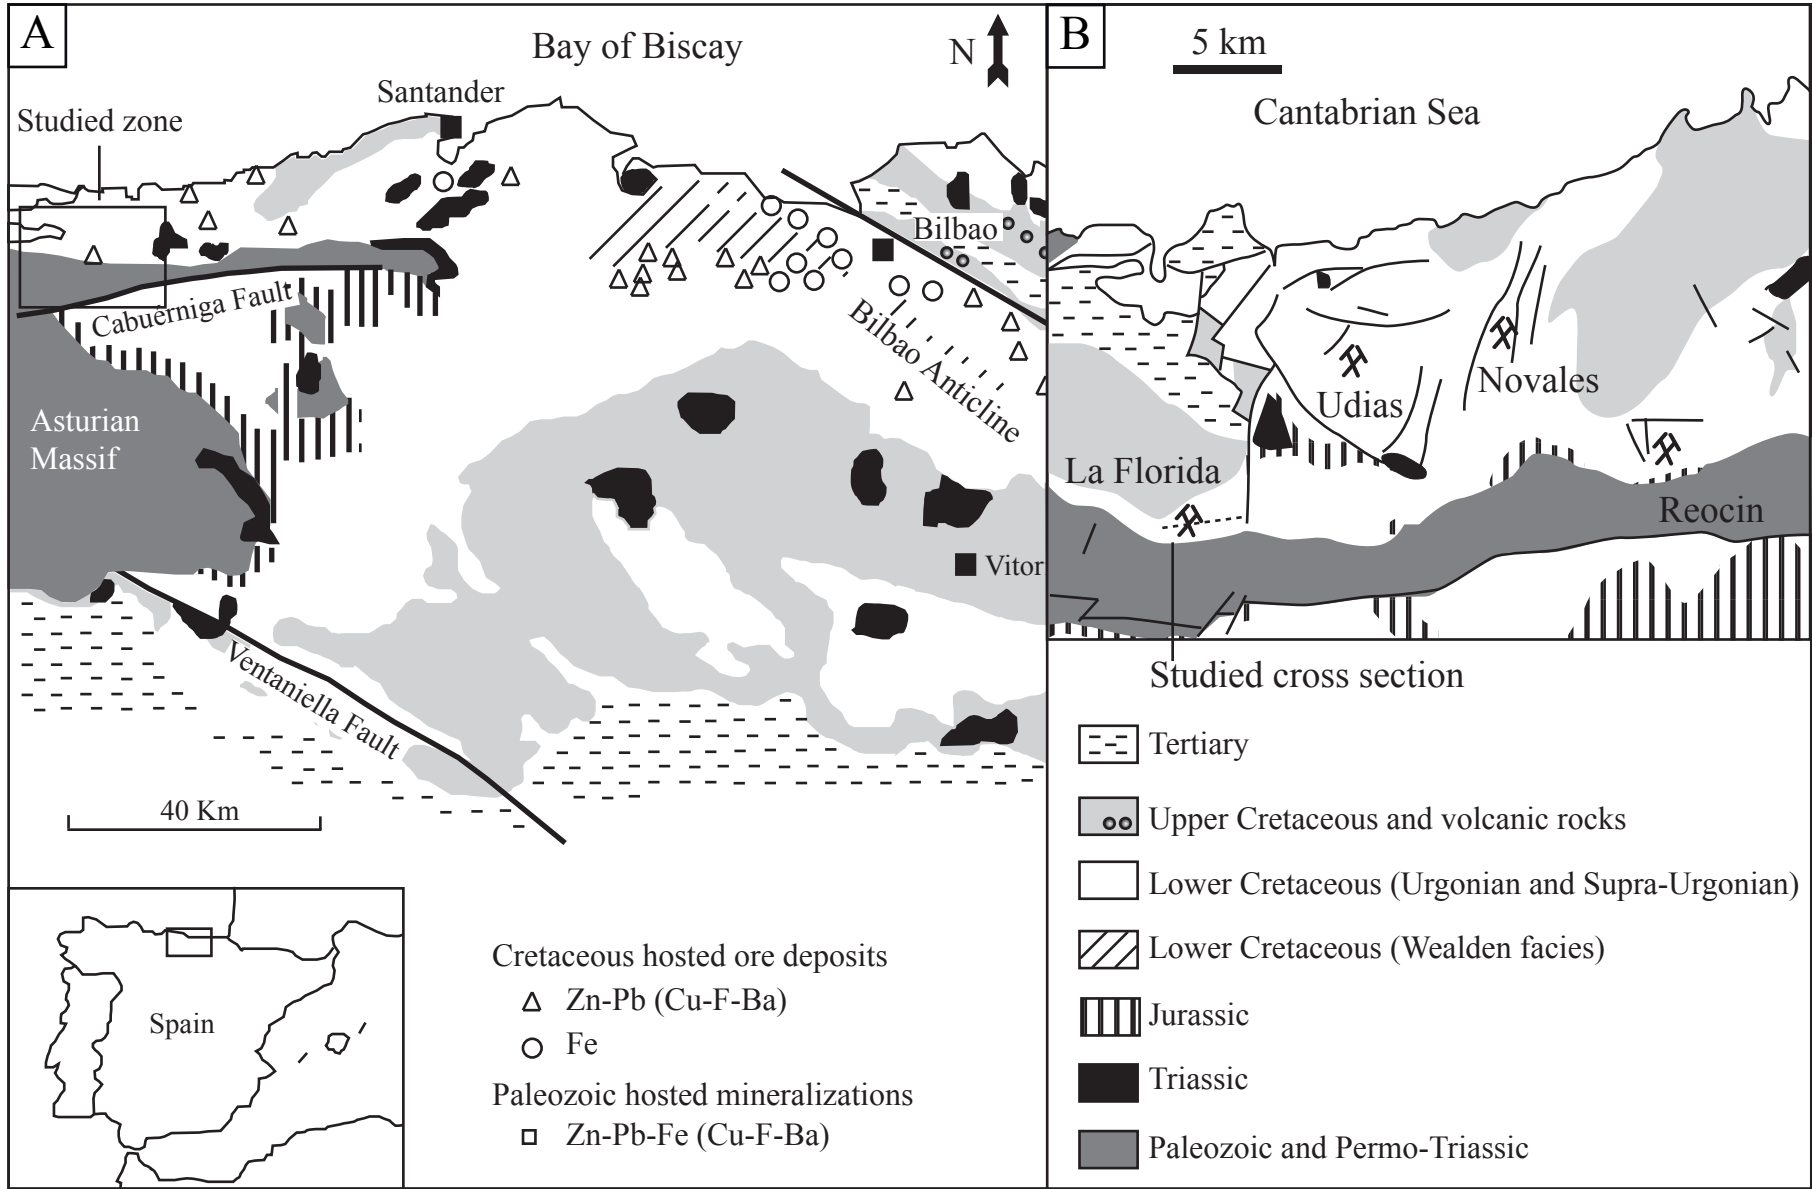 A
Bay of Biscay
N
Santander
Studied zone
Bilbao
Cabuérniga Fault
Bilbao Anticline
Asturian
Massif
Vitor
Ventaniella Fault
40 Km
Spain
Cretaceous hosted ore deposits
Zn-Pb (Cu-F-Ba)
Fe
Paleozoic hosted mineralizations
Zn-Pb-Fe (Cu-F-Ba)
B
5 km
Cantabrian Sea
Novales
Udias
La Florida
Reocin
Studied cross section
Tertiary
Upper Cretaceous and volcanic rocks
Lower Cretaceous (Urgonian and Supra-Urgonian)
Lower Cretaceous (Wealden facies)
Jurassic
Triassic
Paleozoic and Permo-Triassic